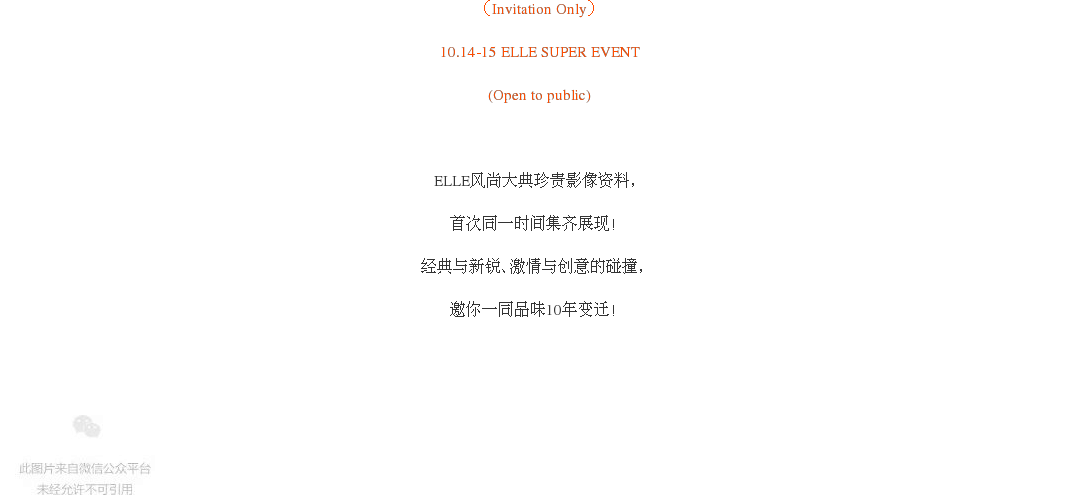 （Invitation Only）
10.14-15 ELLE SUPER EVENT
(Open to public)
ELLE风尚大典珍贵影像资料，
首次同一时间集齐展现！
经典与新锐、激情与创意的碰撞，
邀你一同品味10年变迁！
此图片来自微信公众平台
未经允许不可引用